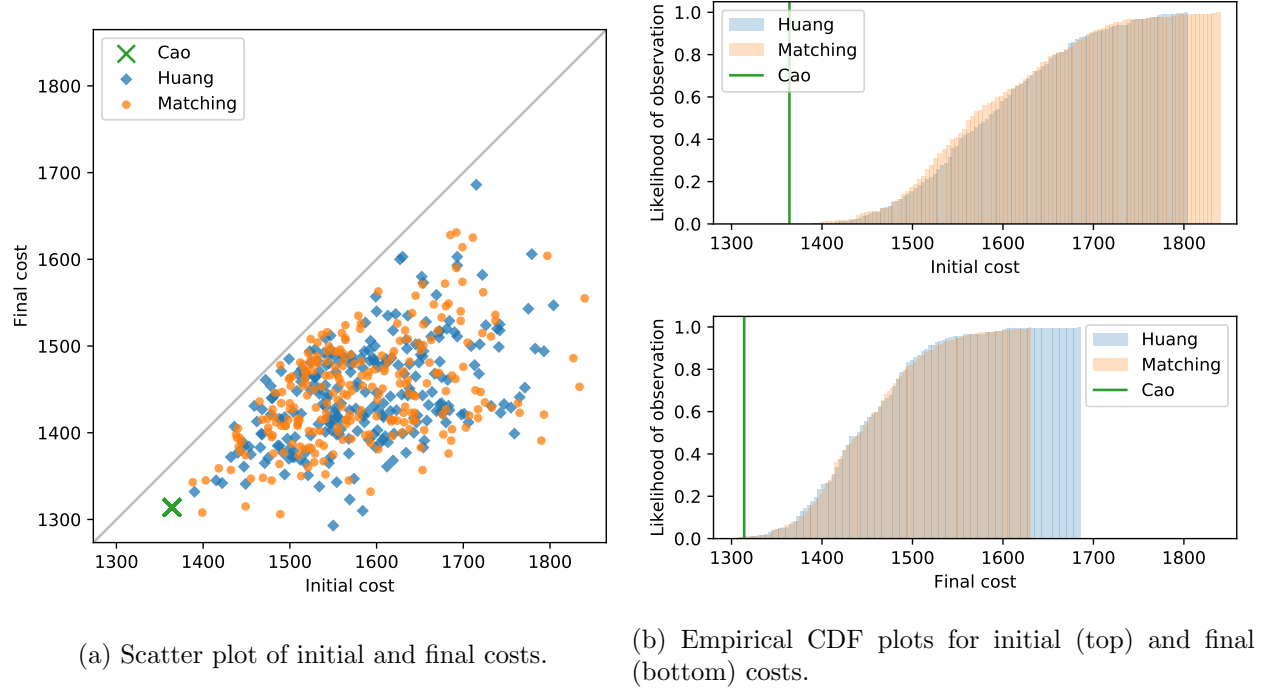 Cao
Huang
Matching
1800
1700
1600
1500
1400
1300
Final cost
1300 1400 1500 1600 1700 1800
Initial cost
(a) Scatter plot of initial and final costs.
Huang
Matching
Cao
1.0
0.8
0.6
0.4
0.2
0.0
Likelihood of observation
1300 1400 1500 1600 1700 1800
Initial cost
Huang
Matching
Cao
1.0
0.8
0.6
0.4
0.2
0.0
Likelihood of observation
1300 1400 1500 1600 1700 1800
Final cost
(b) Empirical CDF plots for initial (top) and final
(bottom) costs.